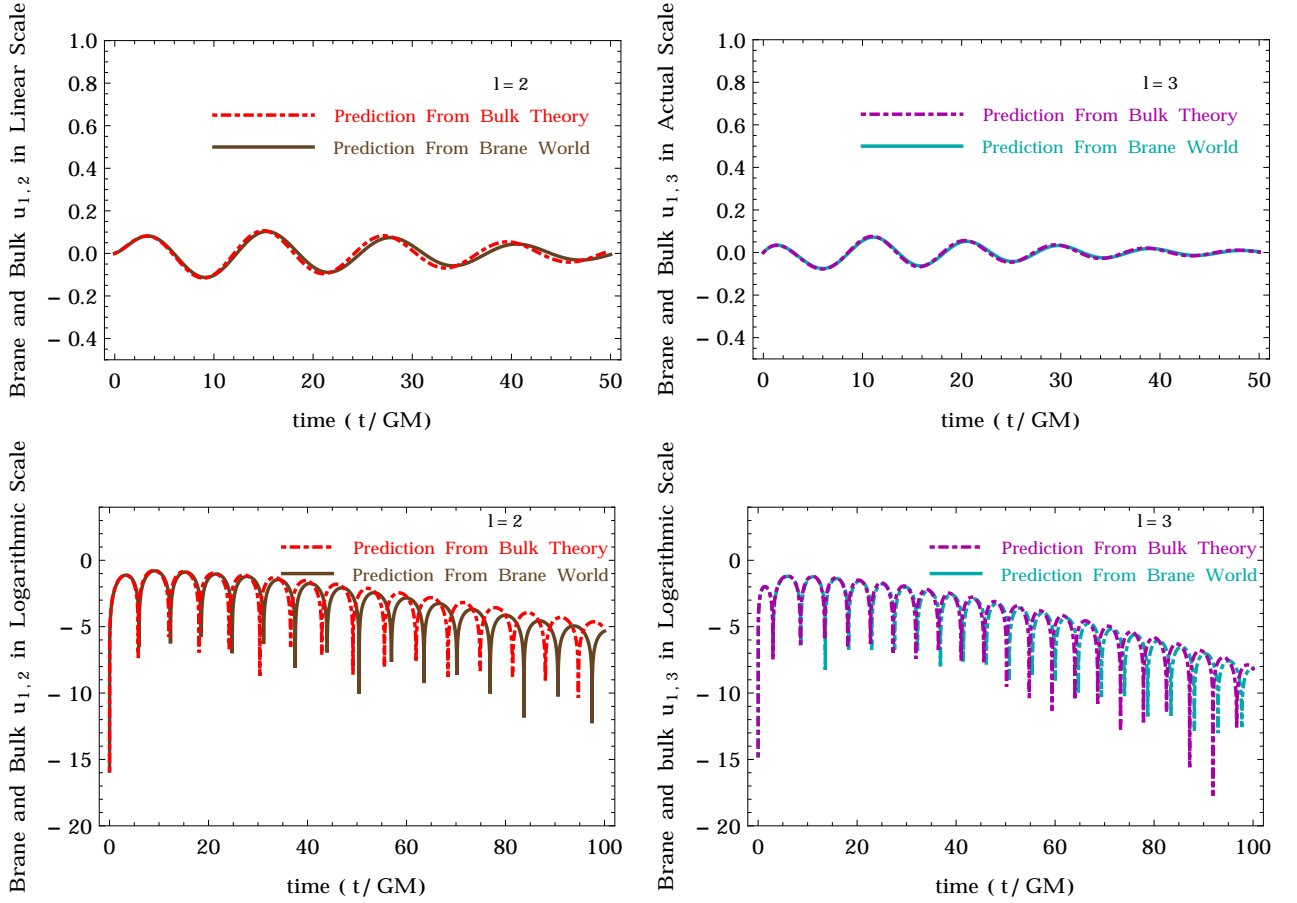 Brane and Bulk u1,2 in Linear Scale
1.0
0.8
0.6
0.4
0.2
0.0
− 0.2
− 0.4
l = 2
Prediction From Bulk Theory
Prediction From Brane World
0 10 20 30 40 50
time ( t/ GM)
Brane and Bulk u1,3 in Actual Scale
1.0
0.8
0.6
0.4
0.2
0.0
− 0.2
− 0.4
l = 3
Prediction From Bulk Theory
Prediction From Brane World
0 10 20 30 40 50
time ( t/ GM)
Brane and Bulk u1,2 in Logarithmic Scale
0
− 5
− 10
− 15
− 20
l = 2
Prediction From Bulk Theory
Prediction From Brane World
0 20 40 60 80 100
time ( t/ GM)
Brane and bulk u1,3 in Logarithmic Scale
0
− 5
− 10
− 15
− 20
l = 3
Prediction From Bulk Theory
Prediction From Brane World
0 20 40 60 80 100
time ( t/ GM)